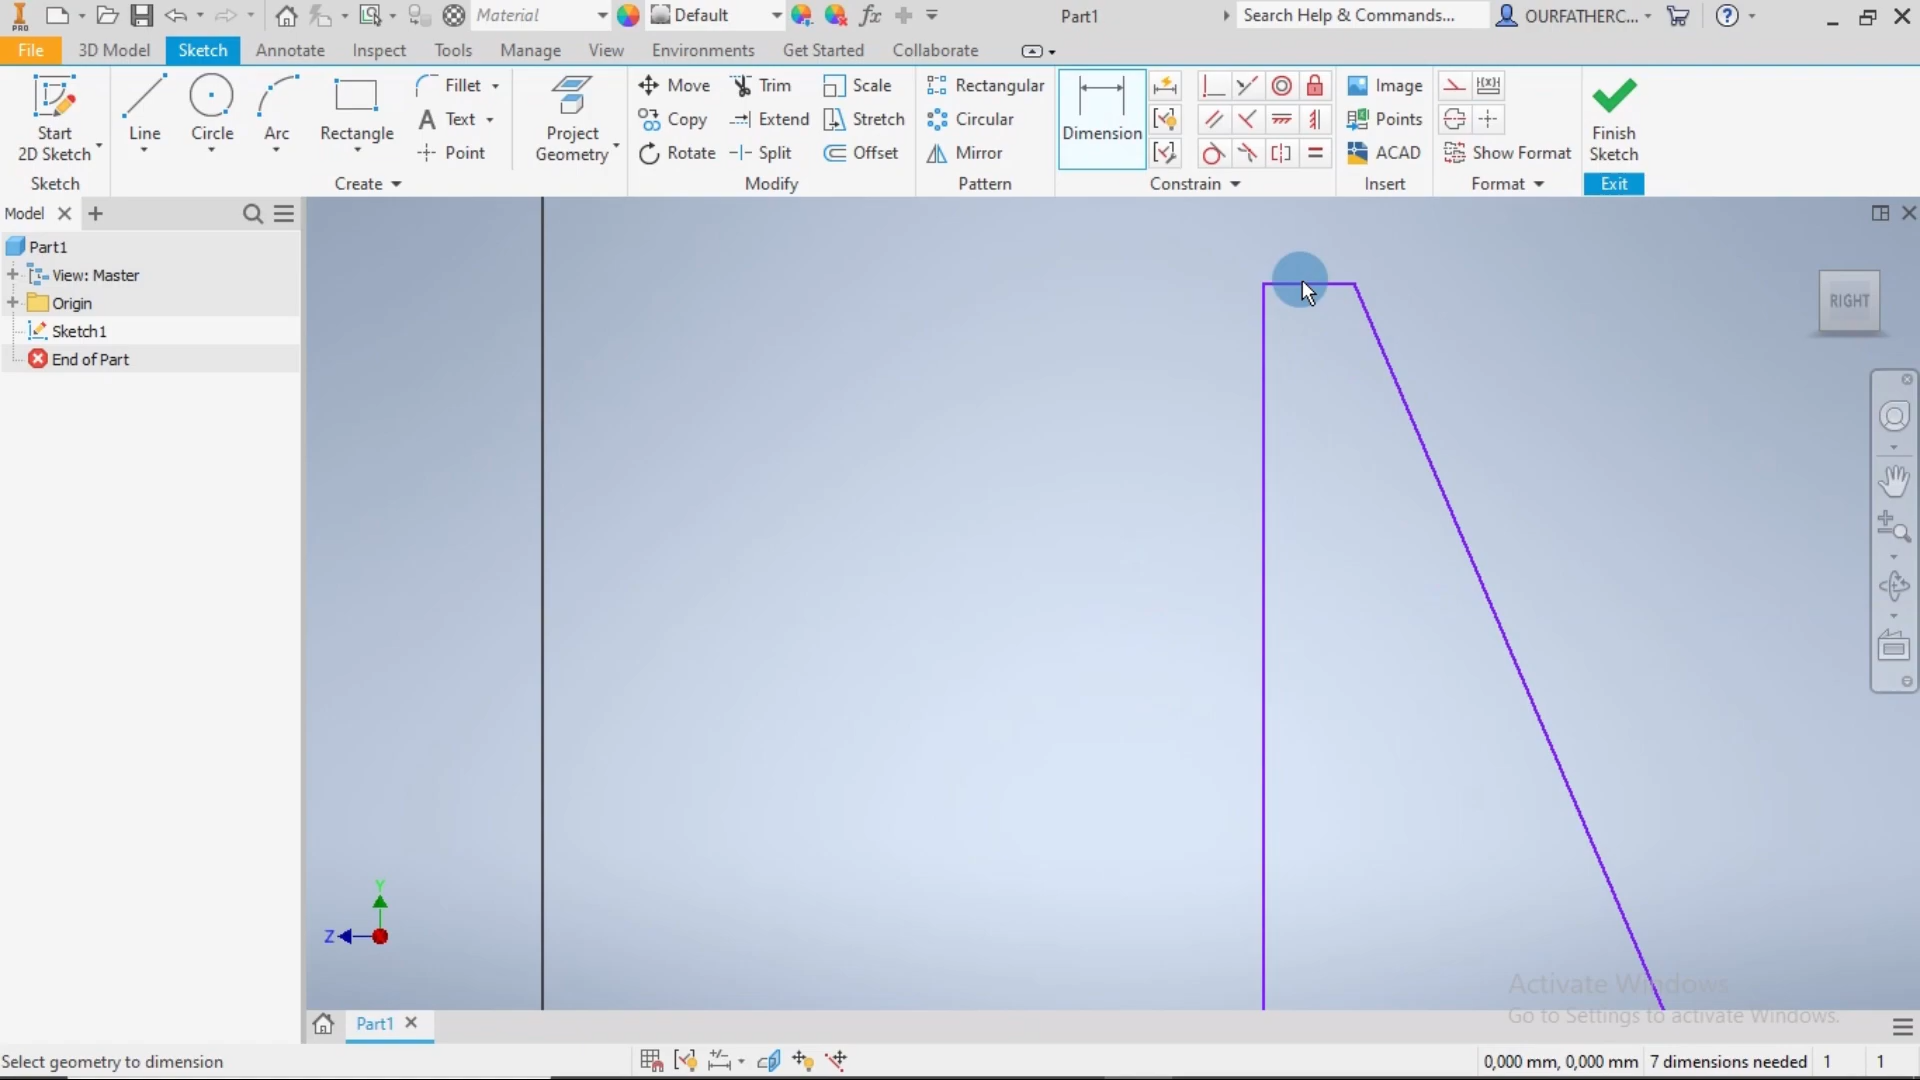 Material Default fx Part1 Search Help & Commands... OURFATHERC...
File 3D Model Sketch Annotate Inspect Tools Manage View Environments Get Started Collaborate
Start 2D Sketch
Line
Circle
Arc
Rectangle
Fillet
Text
Point
Project Geometry
Move Trim Scale
Copy Extend Stretch
Rotate Split Offset
Rectangular
Circular
Mirror
Dimension
Image
Points
ACAD
Show Format
Finish Sketch
Sketch Create Modify Pattern Constrain Insert Format Exit
Model
Part1
View: Master
Origin
Sketch1
End of Part
RIGHT
Y
Z
Activate Windows
Go to Settings to activate Windows.
Part1
Select geometry to dimension
0,000 mm, 0,000 mm 7 dimensions needed 1 1